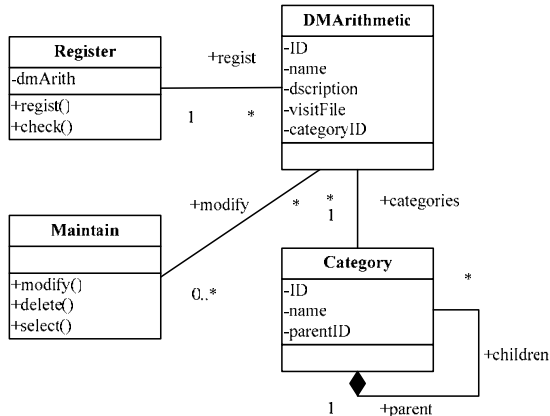 DMArithmetic
-ID
-name
-dscription
-visitFile
-categoryID
Register
-dmArith
+regist()
+check()
+regist
1
*
+modify
*
0..*
Maintain
+modify()
+delete()
+select()
*
1
+categories
Category
-ID
-name
-parentID
*
+children
1
+parent